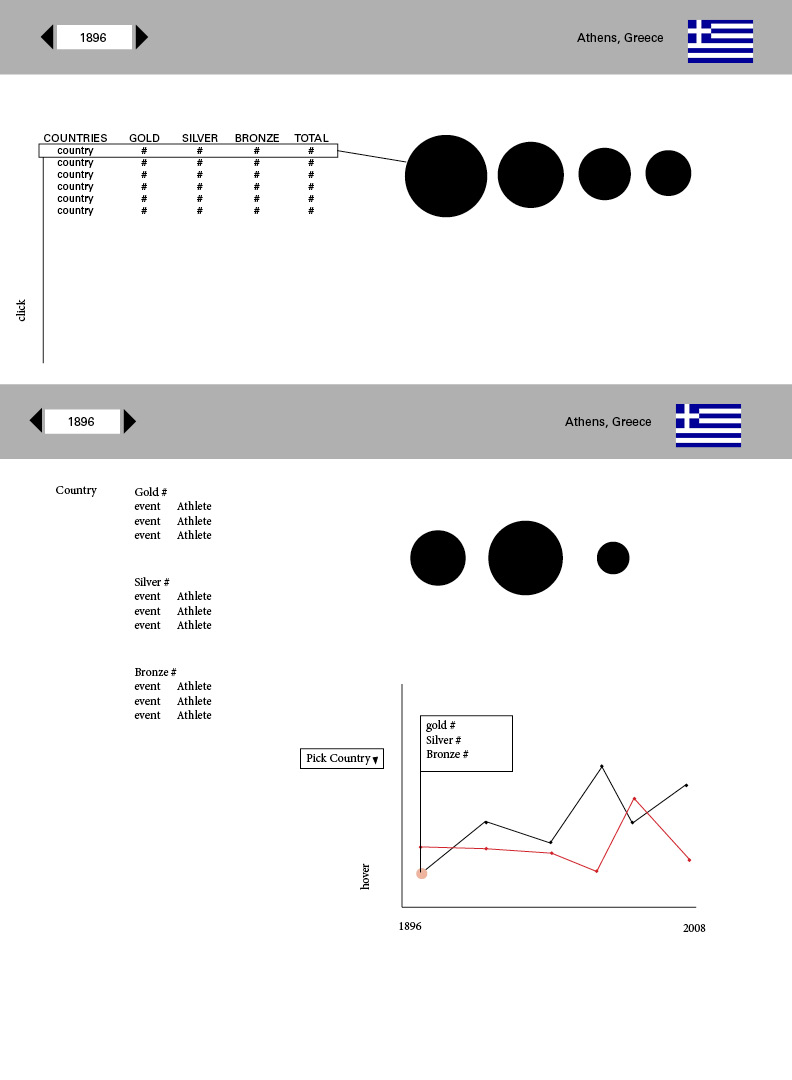 1896
Athens, Greece
COUNTRIES GOLD SILVER BRONZE TOTAL
country # # # #
country # # # #
country # # # #
country # # # #
country # # # #
country # # # #
click
1896
Athens, Greece
Country
Gold #
event Athlete
event Athlete
event Athlete
Silver #
event Athlete
event Athlete
event Athlete
Bronze #
event Athlete
event Athlete
event Athlete
Pick Country
gold #
Silver #
Bronze #
hover
1896
2008